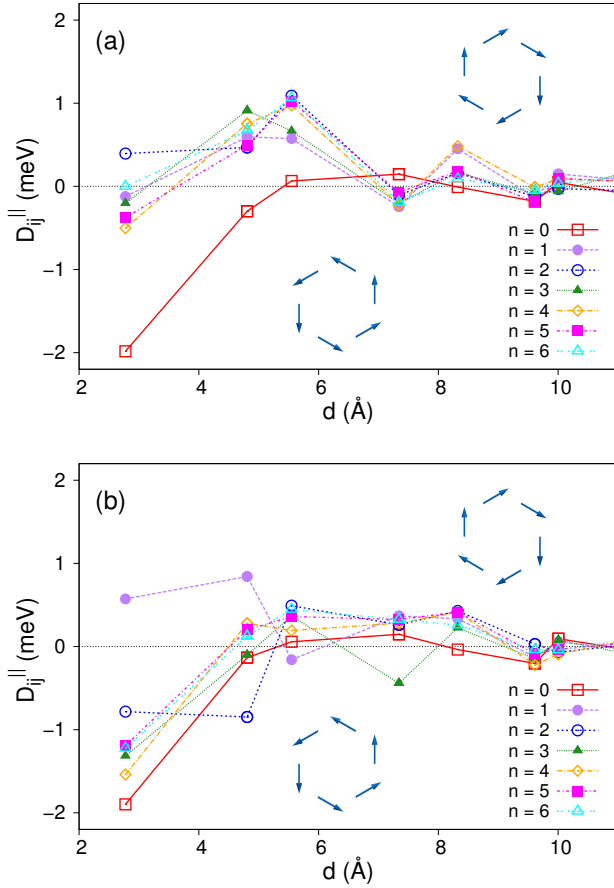 (a)
2
1
0
−1
−2
D_ij^|| (meV)
n = 0
n = 1
n = 2
n = 3
n = 4
n = 5
n = 6
2 4 6 8 10
d (Å)
(b)
2
1
0
−1
−2
D_ij^|| (meV)
n = 0
n = 1
n = 2
n = 3
n = 4
n = 5
n = 6
2 4 6 8 10
d (Å)